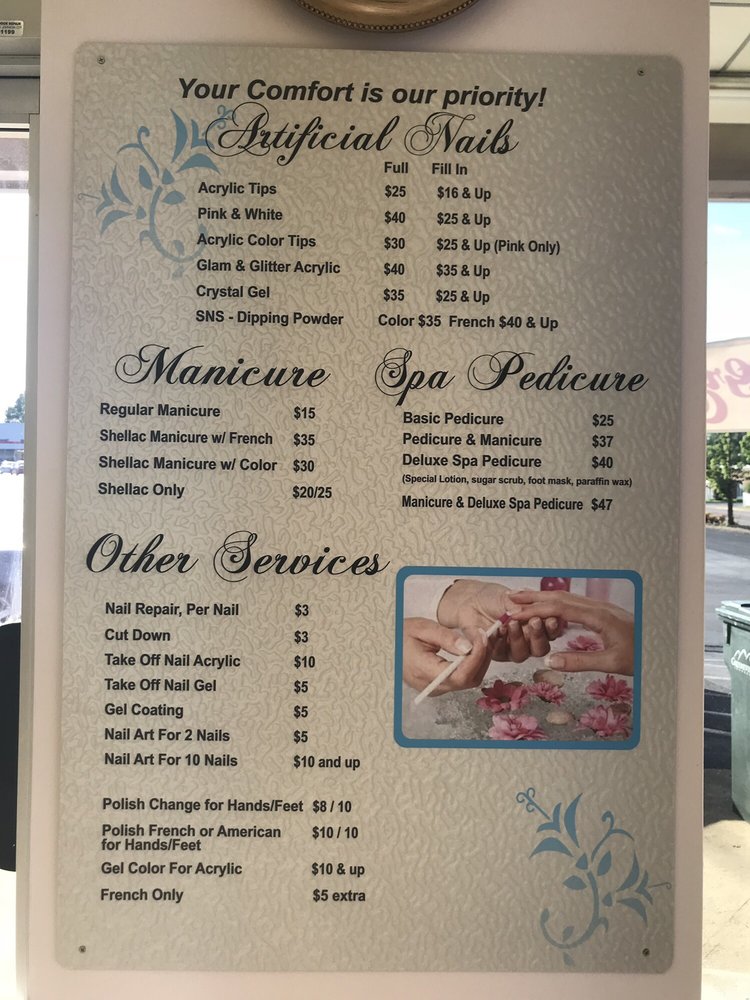 Your Comfort is our priority!
Artificial Nails
Full Fill In
Acrylic Tips $25 $16 & Up
Pink & White $40 $25 & Up
Acrylic Color Tips $30 $25 & Up (Pink Only)
Glam & Glitter Acrylic $40 $35 & Up
Crystal Gel $35 $25 & Up
SNS - Dipping Powder Color $35 French $40 & Up
Manicure
Regular Manicure $15
Shellac Manicure w/ French $35
Shellac Manicure w/ Color $30
Shellac Only $20/25
Spa Pedicure
Basic Pedicure $25
Pedicure & Manicure $37
Deluxe Spa Pedicure $40
(Special Lotion, sugar scrub, foot mask, paraffin wax)
Manicure & Deluxe Spa Pedicure $47
Other Services
Nail Repair, Per Nail $3
Cut Down $3
Take Off Nail Acrylic $10
Take Off Nail Gel $5
Gel Coating $5
Nail Art For 2 Nails $5
Nail Art For 10 Nails $10 and up
Polish Change for Hands/Feet $8 / 10
Polish French or American $10 / 10
for Hands/Feet
Gel Color For Acrylic $10 & up
French Only $5 extra